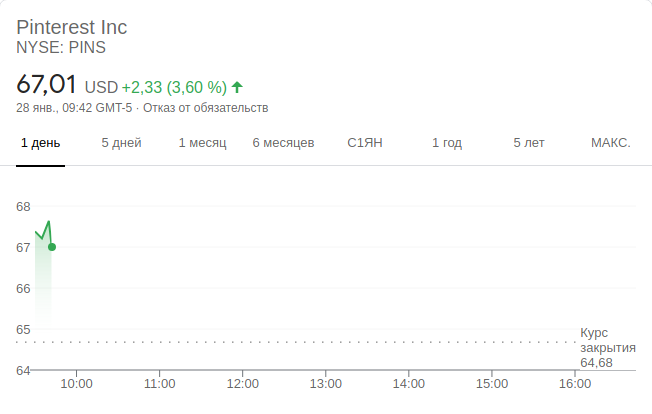 Pinterest Inc
NYSE: PINS
67,01 USD +2,33 (3,60 %)
28 янв., 09:42 GMT-5 · Отказ от обязательств
1 день 5 дней 1 месяц 6 месяцев С1ЯН 1 год 5 лет МАКС.
68
67
66
65
Курс
закрытия
64,68
64
10:00 11:00 12:00 13:00 14:00 15:00 16:00